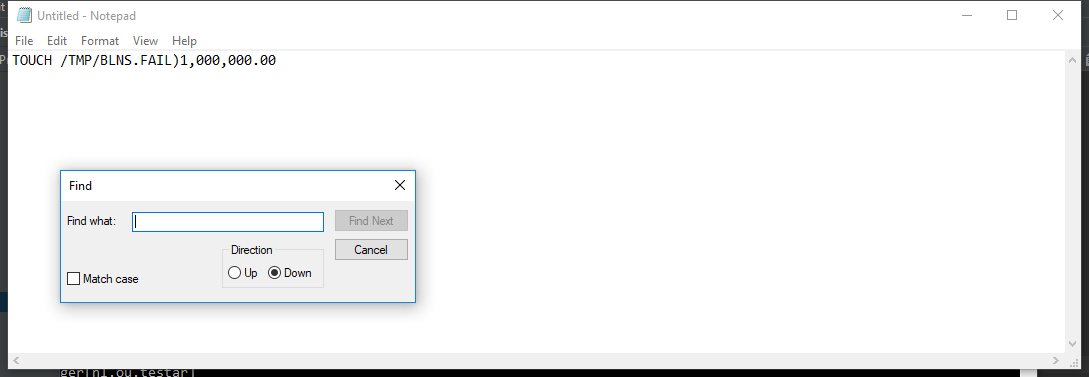 Untitled - Notepad
File Edit Format View Help
TOUCH /TMP/BLNS.FAIL)1,000,000.00
Find
Find what:
Find Next
Direction
Cancel
Up Down
Match case
ger[nl.ou.testar]